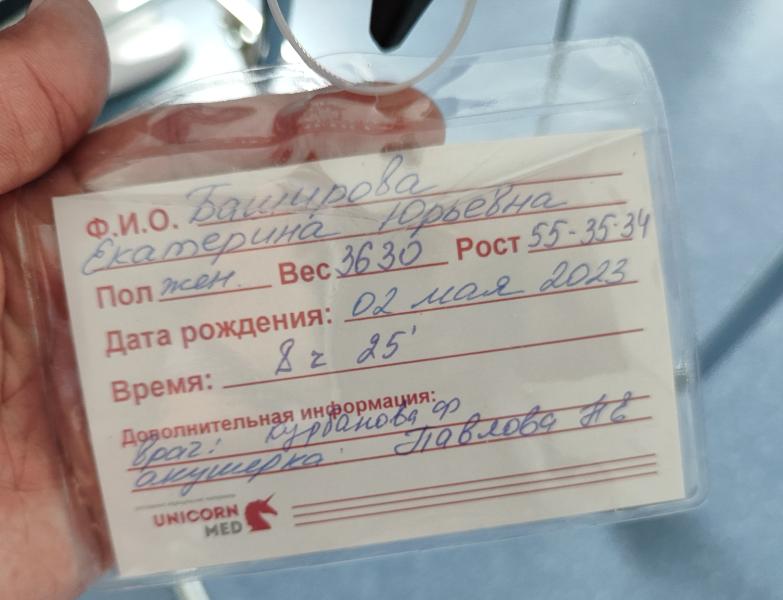 Ф.И.О. Баширова
Екатерина Юрьевна
Пол жен. Вес 3630 Рост 55-35-34
Дата рождения: 02 мая 2023
Время: 8 ч 25'
Дополнительная информация:
врач: Курбанова Ф
акушерка Павлова НЕ
UNICORN
MED